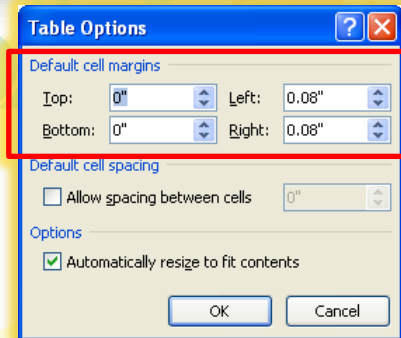 Table Options
Default cell margins
Top: 0" Left: 0.08"
Bottom: 0" Right: 0.08"
Default cell spacing
Allow spacing between cells 0"
Options
Automatically resize to fit contents
OK Cancel